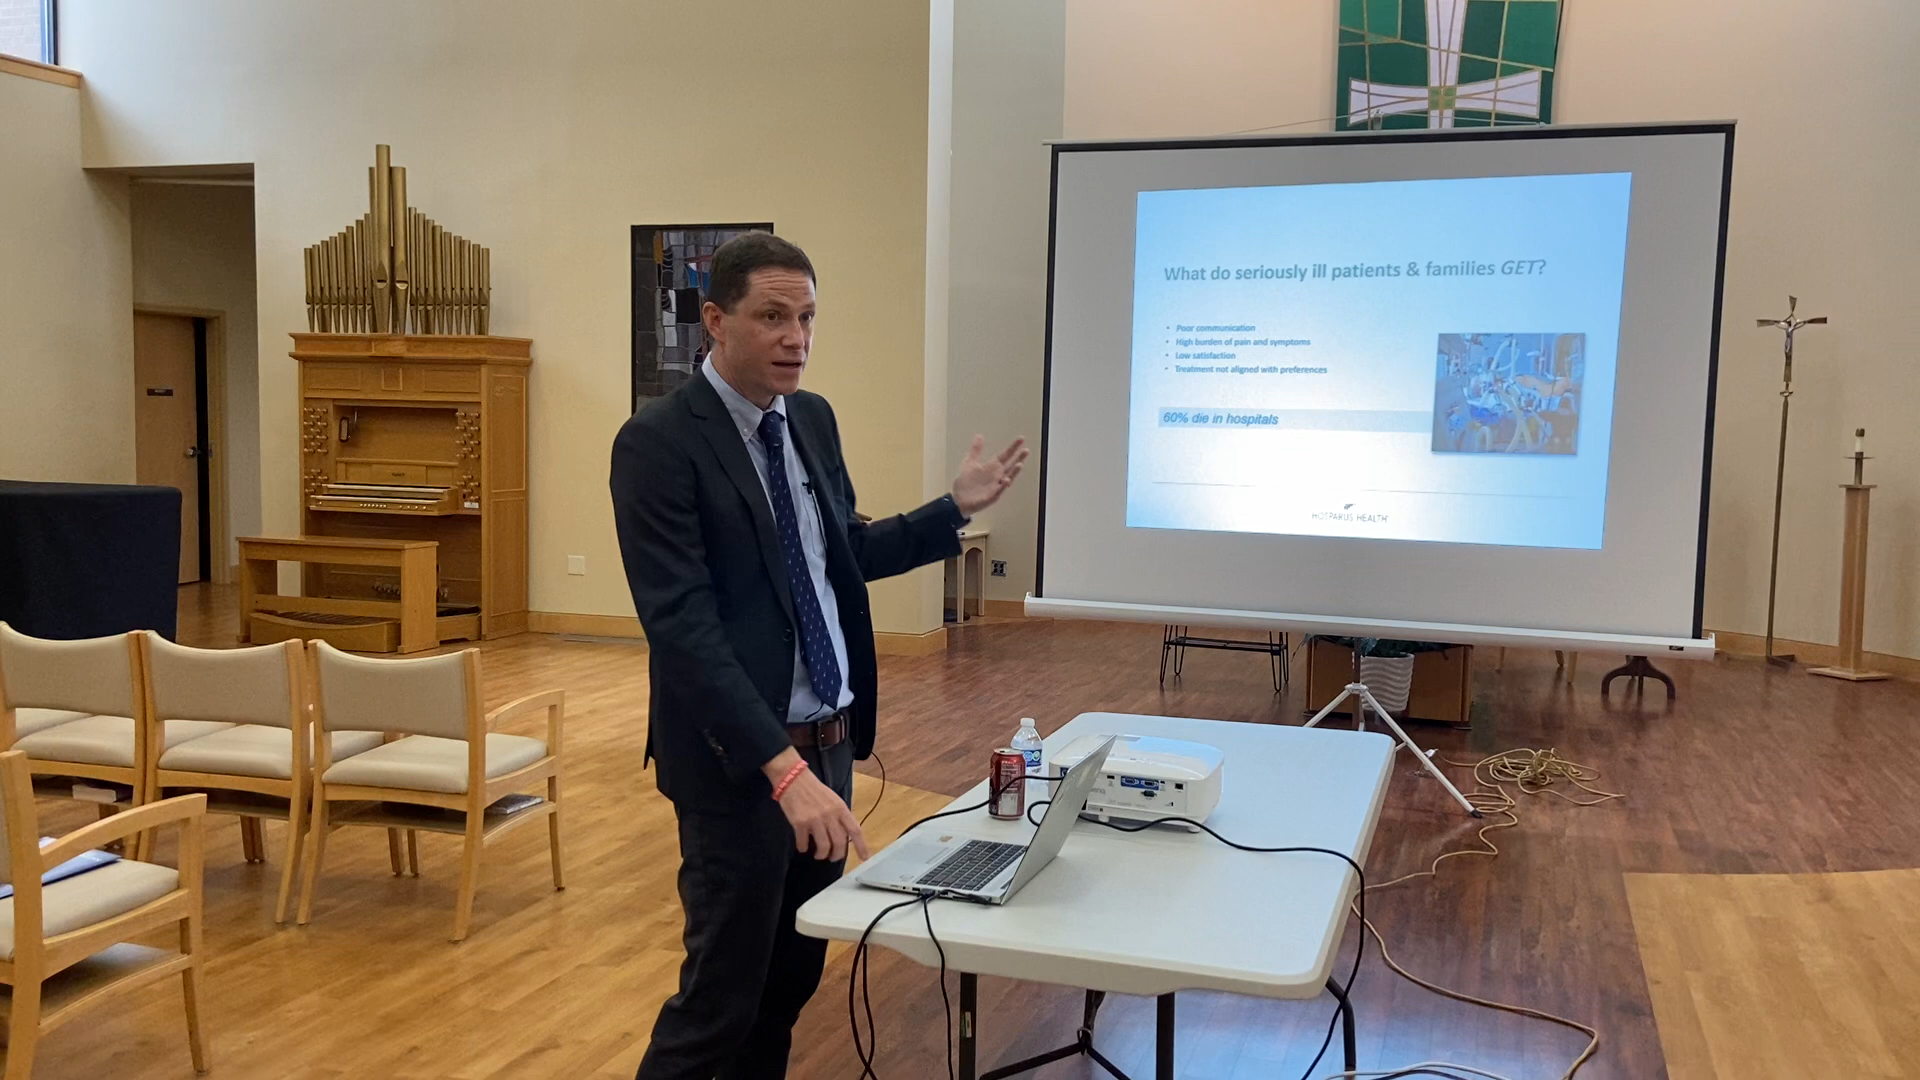 What do seriously ill patients & families GET?
• Poor communication
• High burden of pain and symptoms
• Low satisfaction
• Treatment not aligned with preferences
60% die in hospitals
HOSPARUS HEALTH